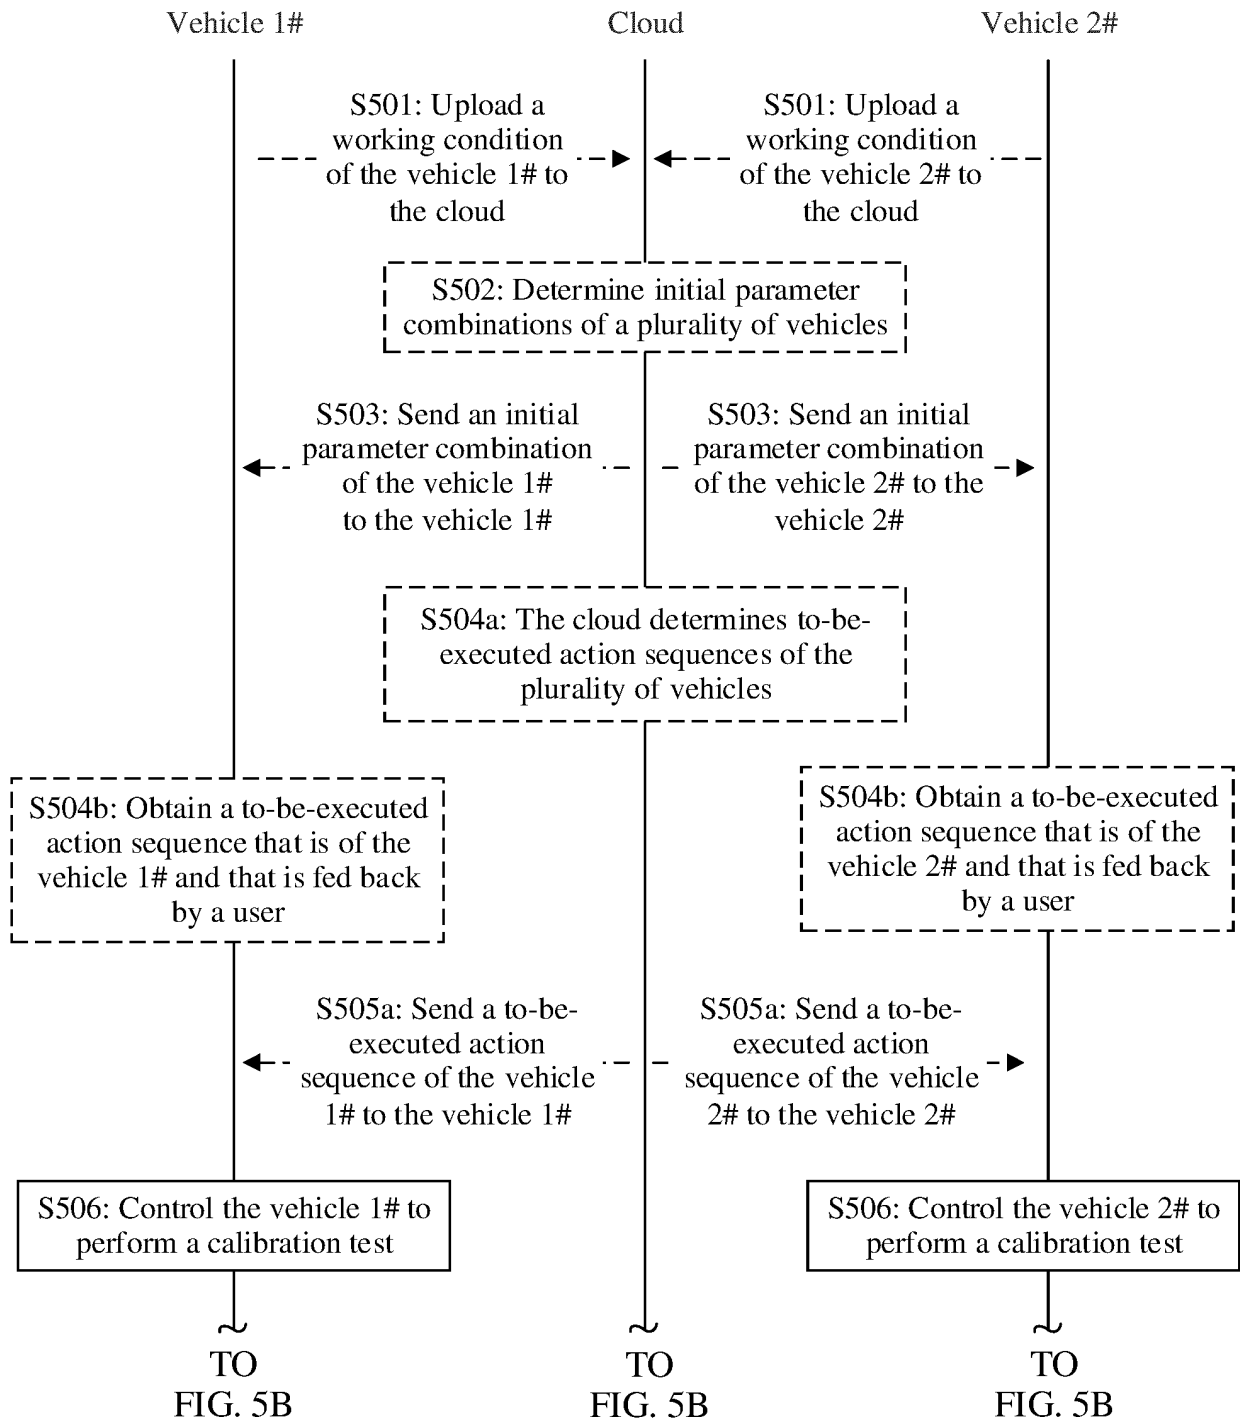 Vehicle 1#
Cloud
Vehicle 2#
S501: Upload a
working condition
of the vehicle 1# to
the cloud
S501: Upload a
working condition
of the vehicle 2# to
the cloud
S502: Determine initial parameter
combinations of a plurality of vehicles
S503: Send an initial
parameter combination
of the vehicle 1#
to the vehicle 1#
S503: Send an initial
parameter combination
of the vehicle 2# to the
vehicle 2#
S504a: The cloud determines to-be-
executed action sequences of the
plurality of vehicles
S504b: Obtain a to-be-executed
action sequence that is of the
vehicle 1# and that is fed back
by a user
S504b: Obtain a to-be-executed
action sequence that is of the
vehicle 2# and that is fed back
by a user
S505a: Send a to-be-
executed action
sequence of the vehicle
1# to the vehicle 1#
S505a: Send a to-be-
executed action
sequence of the vehicle
2# to the vehicle 2#
S506: Control the vehicle 1# to
perform a calibration test
S506: Control the vehicle 2# to
perform a calibration test
TO
FIG. 5B
TO
FIG. 5B
TO
FIG. 5B